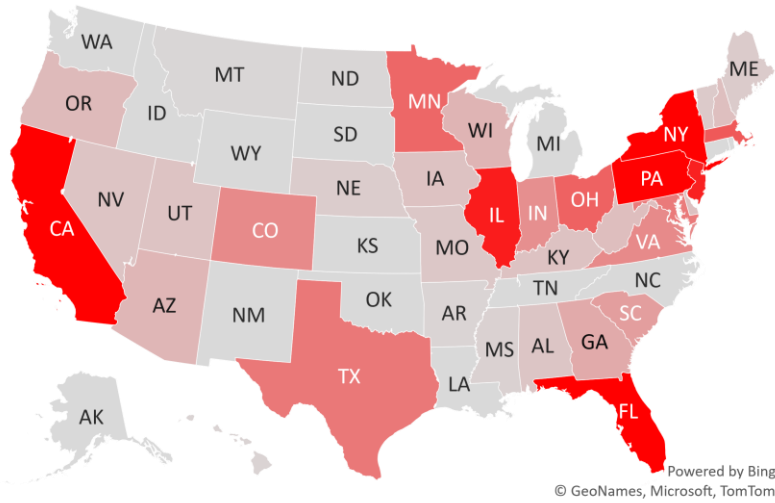 WA
MT
ND
ME
OR
ID
MN
WI
SD
MI
NY
WY
IA
PA
NV
NE
UT
CO
IL
IN
OH
CA
KS
MO
KY
VA
AZ
NM
OK
TN
NC
AR
SC
TX
MS
AL
GA
LA
AK
FL
Powered by Bing
© GeoNames, Microsoft, TomTom